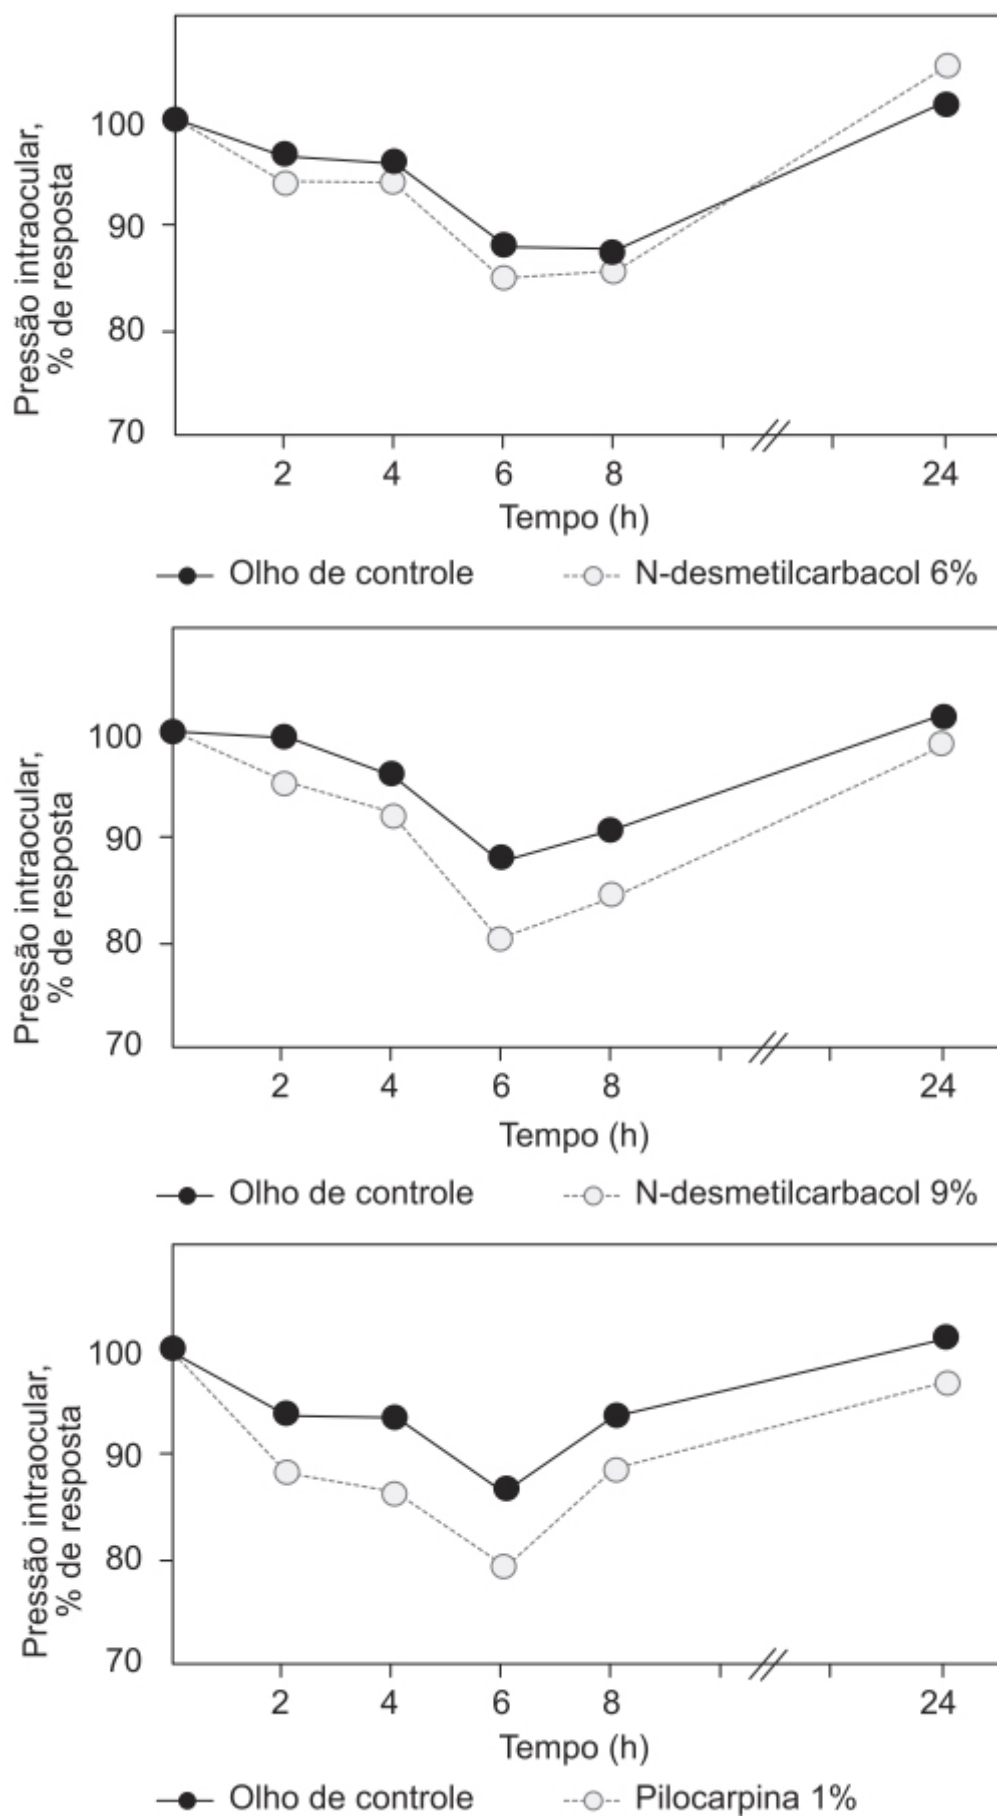 Pressão intraocular,
% de resposta
100
90
80
70
2 4 6 8 24
Tempo (h)
Olho de controle N-desmetilcarbacol 6%
Pressão intraocular,
% de resposta
100
90
80
70
2 4 6 8 24
Tempo (h)
Olho de controle N-desmetilcarbacol 9%
Pressão intraocular,
% de resposta
100
90
80
70
2 4 6 8 24
Tempo (h)
Olho de controle Pilocarpina 1%